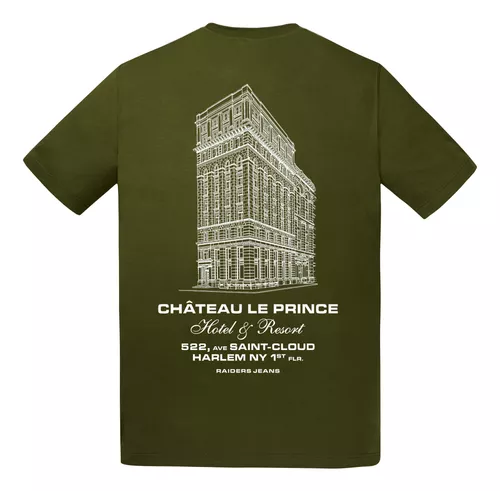 CHÂTEAU LE PRINCE
Hotel & Resort
522, AVE SAINT-CLOUD
HARLEM NY 1ST FLR.
RAIDERS JEANS